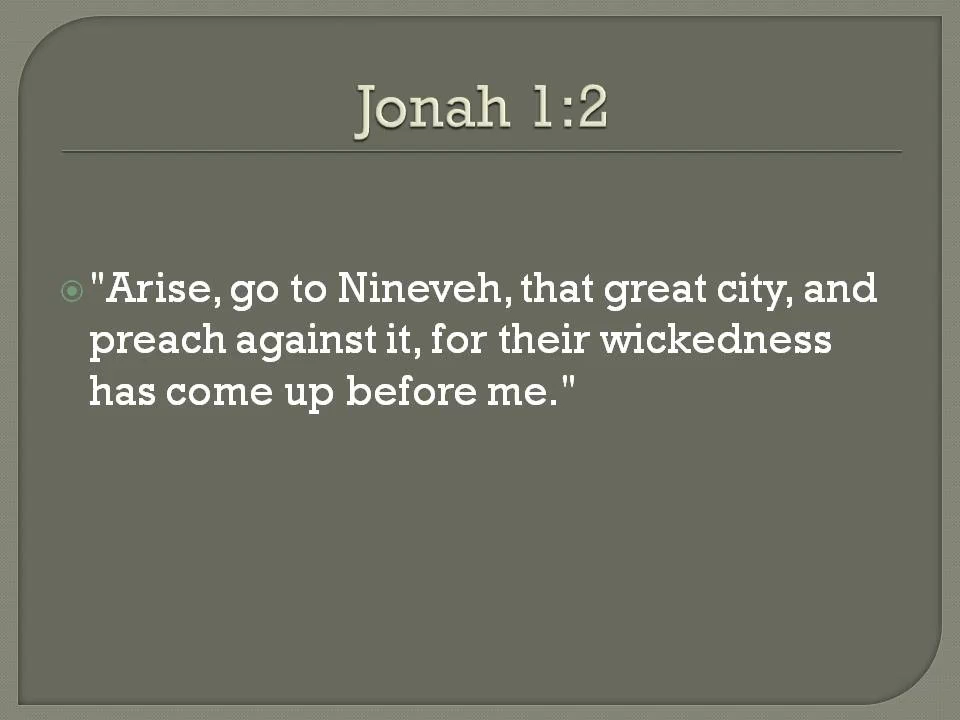 Jonah 1:2
"Arise, go to Nineveh, that great city, and
preach against it, for their wickedness
has come up before me."